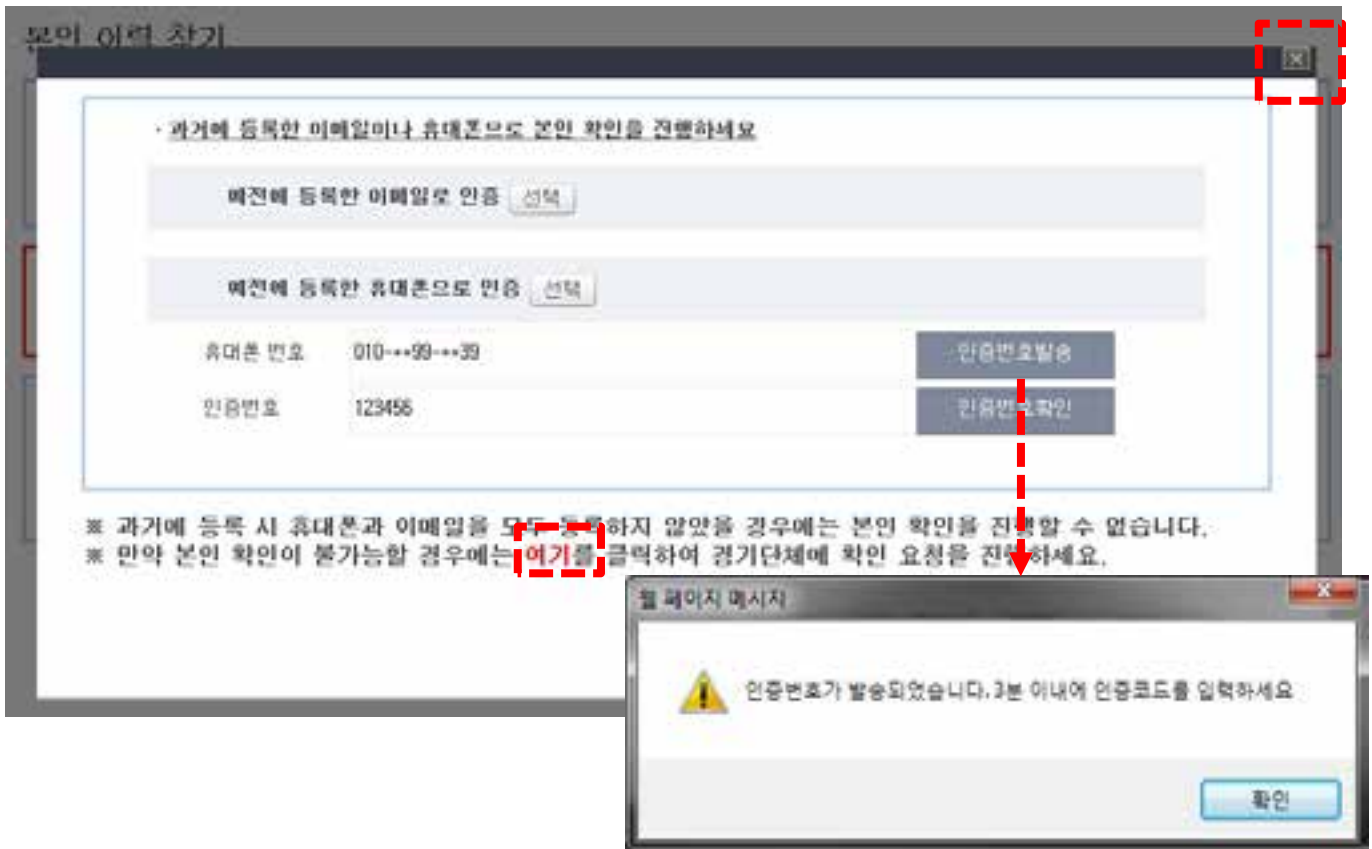 본인 이력 찾기
· 과거에 등록한 이메일이나 휴대폰으로 본인 확인을 진행하세요
예전에 등록한 이메일로 인증 선택
예전에 등록한 휴대폰으로 인증 선택
휴대폰 번호 010-**99-**39 인증번호발송
인증번호 123456 인증번호확인
※ 과거에 등록 시 휴대폰과 이메일을 모두 등록하지 않았을 경우에는 본인 확인을 진행할 수 없습니다.
※ 만약 본인 확인이 불가능할 경우에는 여기를 클릭하여 경기단체에 확인 요청을 진행하세요.
웹 페이지 메시지
인증번호가 발송되었습니다. 3분 이내에 인증코드를 입력하세요
확인